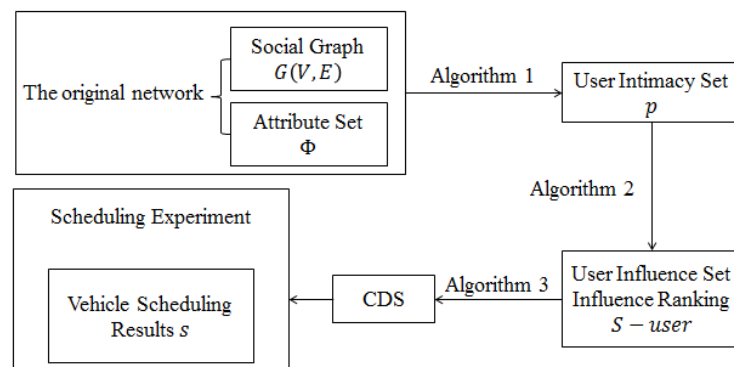 Social Graph
G(V, E)
The original network
Attribute Set
Φ
Algorithm 1
User Intimacy Set
p
Algorithm 2
User Influence Set
Influence Ranking
S − user
Algorithm 3
CDS
Scheduling Experiment
Vehicle Scheduling
Results s